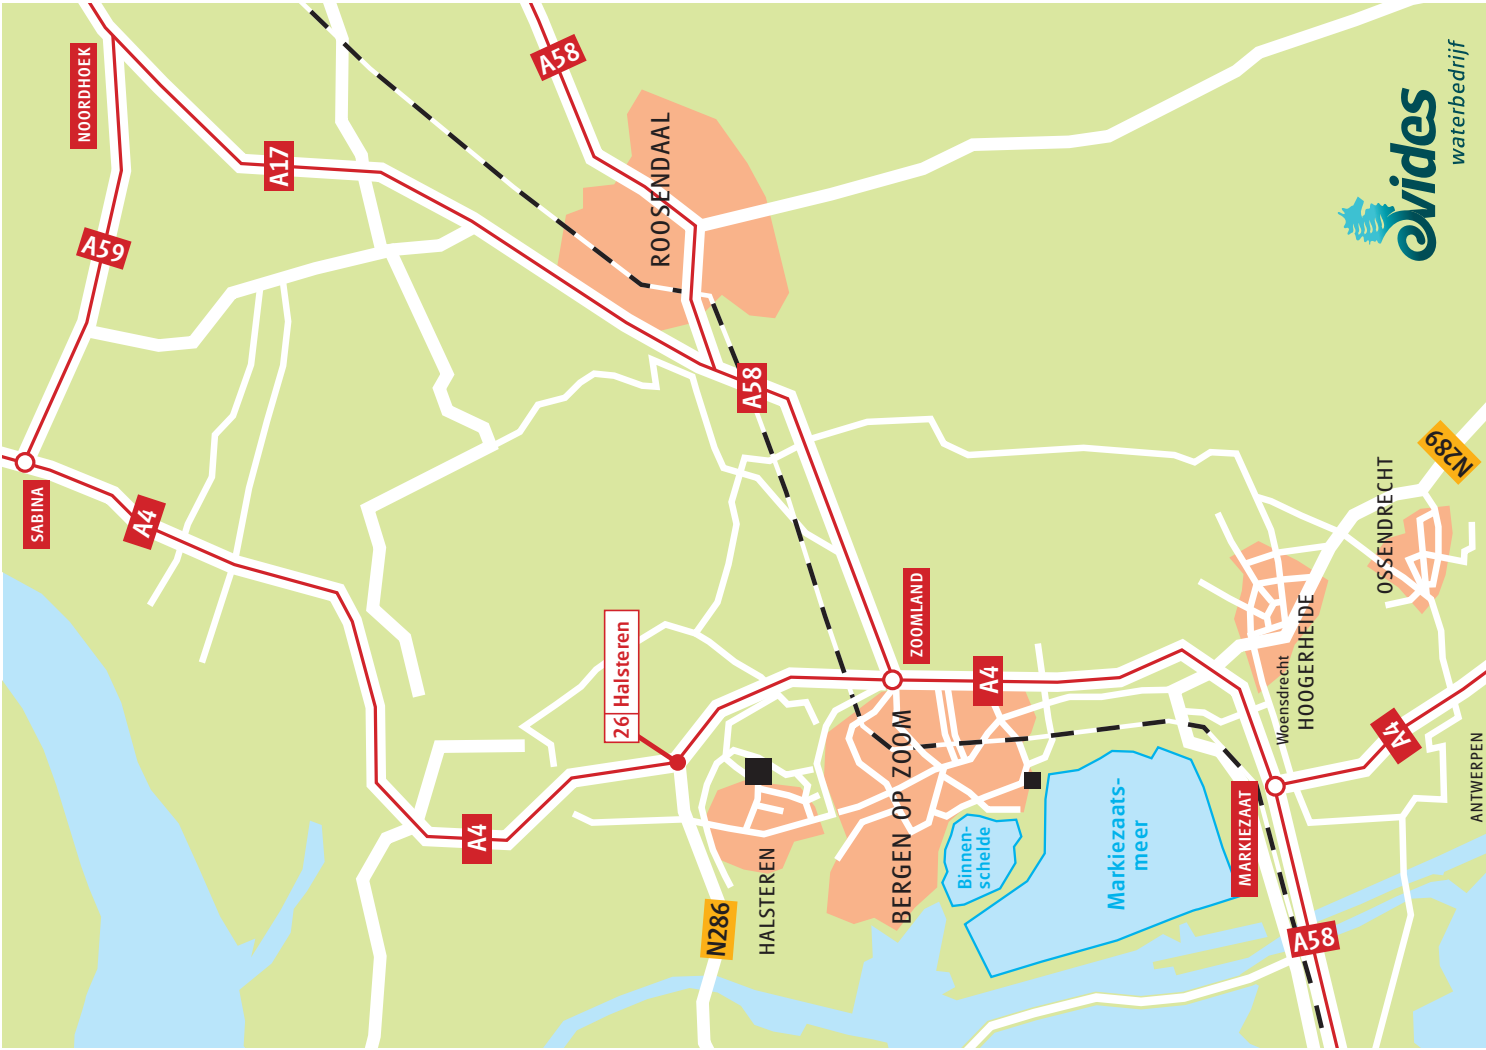 NOORDHOEK
A17
A59
A58
ROOSENDAAL
Evides
waterbedrijf
SABINA
A4
A58
N289
26 Halsteren
ZOOMLAND
A4
OSSENDRECHT
Woensdrecht
HOOGERHEIDE
A4
A4
HALSTEREN
BERGEN OP ZOOM
Binnen-
schelde
Markiezaats-
meer
MARKIEZAAT
ANTWERPEN
N286
A58